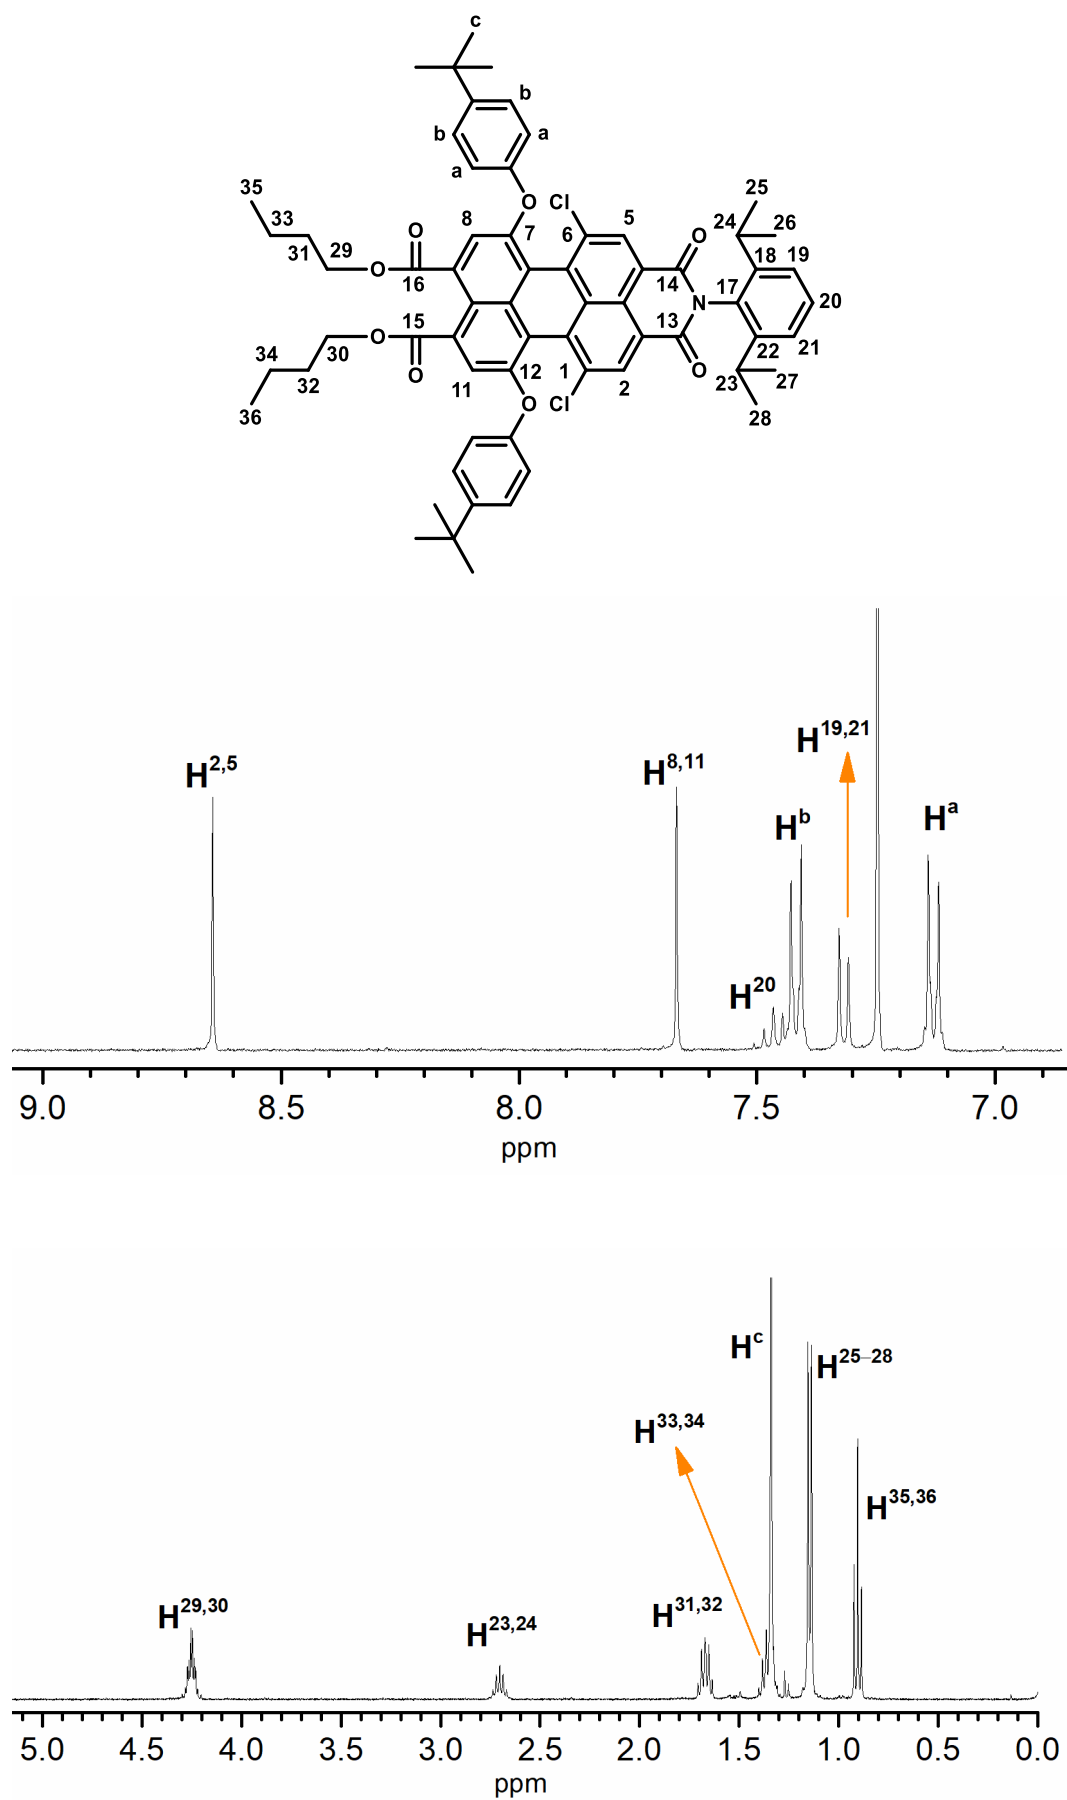 c
b
b
a
a
35
25
Cl
33
8
O
5
24
26
O
7
6
O
18
19
31
29
O
16
14
17
N
20
15
13
34
30
O
22
21
32
O
12
1
O
23
27
36
11
O
Cl
2
28
H19,21
H2,5
H8,11
Hb
Ha
H20
9.0 8.5 8.0 7.5 7.0
ppm
Hc
H25–28
H33,34
H35,36
H29,30
H31,32
H23,24
5.0 4.5 4.0 3.5 3.0 2.5 2.0 1.5 1.0 0.5 0.0
ppm